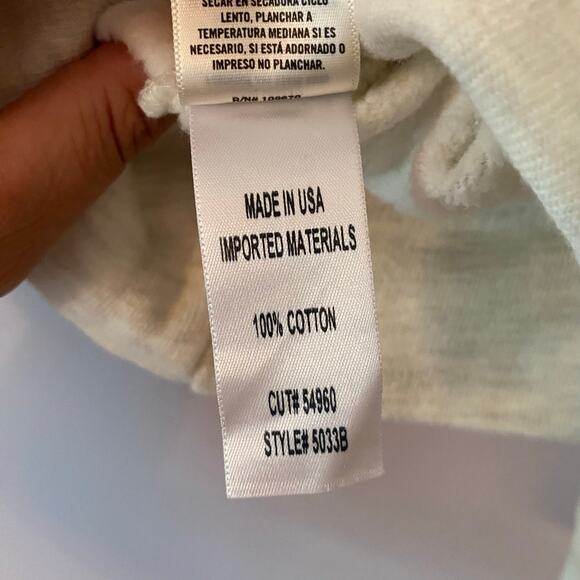 SECAR EN SECADORA CICLO
LENTO, PLANCHAR A
TEMPERATURA MEDIANA SI ES
NECESARIO, SI ESTÁ ADORNADO O
IMPRESO NO PLANCHAR.
MADE IN USA
IMPORTED MATERIALS
100% COTTON
CUT# 54960
STYLE# 5033B